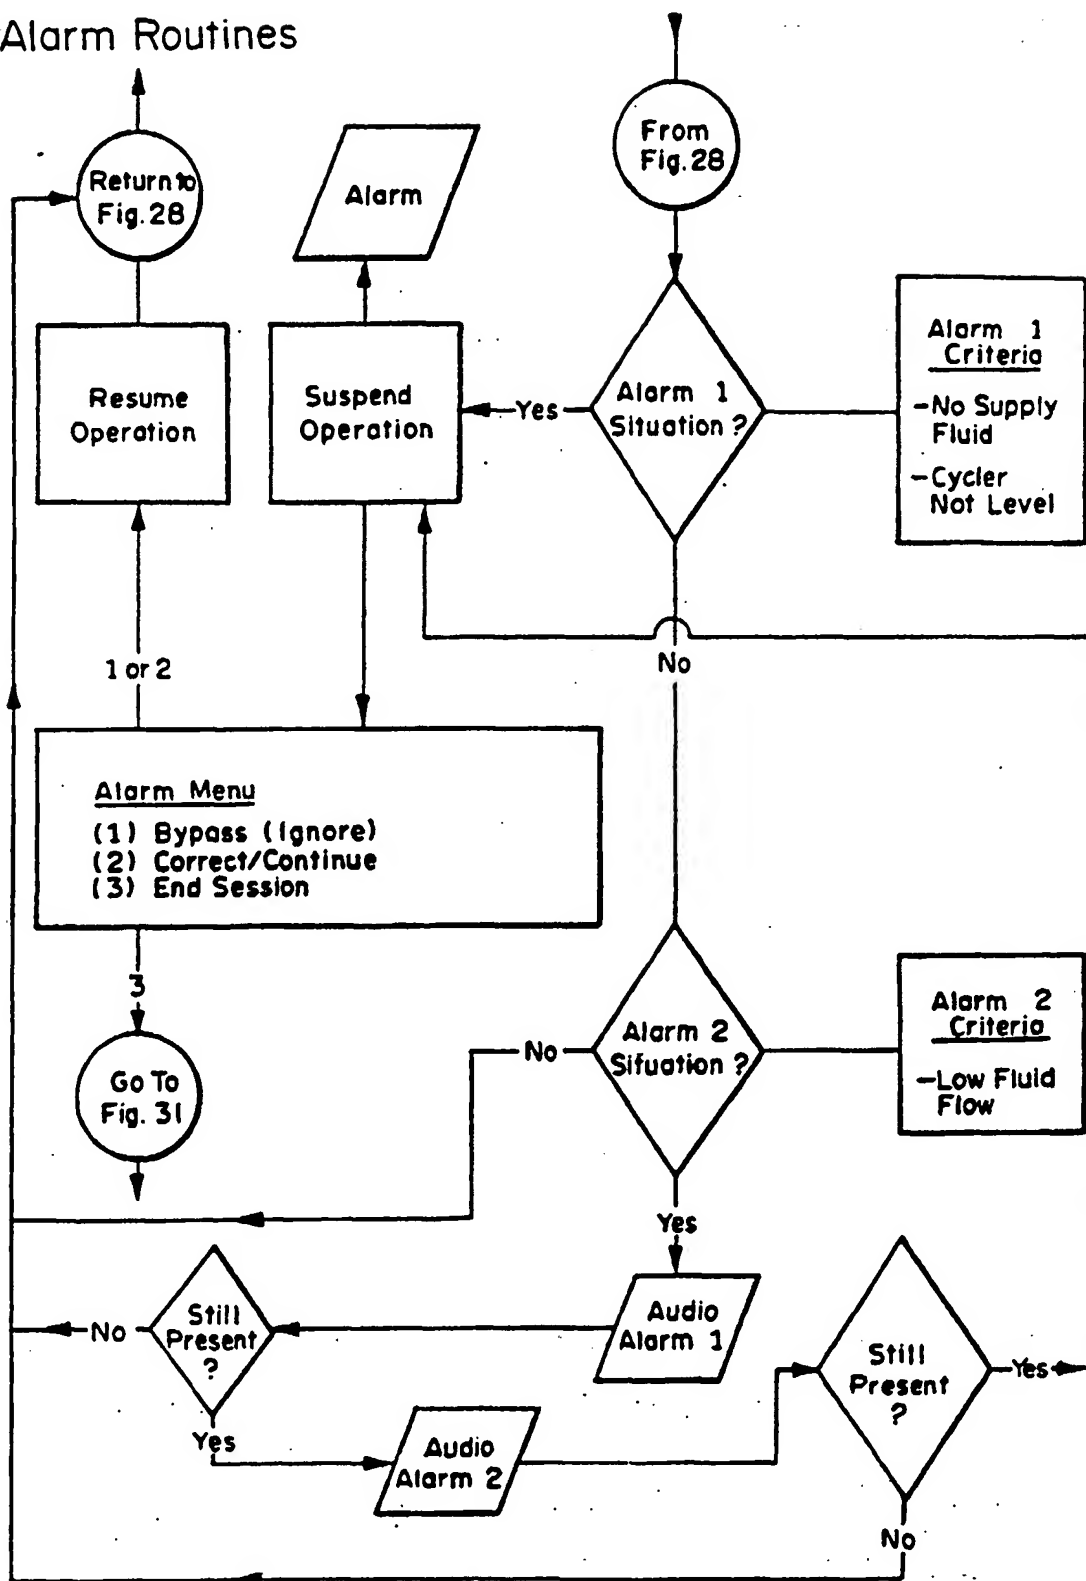 Alarm Routines
From
Fig. 28
Return to
Fig. 28
Alarm
Resume
Operation
Suspend
Operation
Yes
Alarm 1
Situation ?
Alarm 1
Criteria
-No Supply
Fluid
-Cycler
Not Level
No
1 or 2
Alarm Menu
(1) Bypass (Ignore)
(2) Correct/Continue
(3) End Session
3
Go To
Fig. 31
No
Alarm 2
Sifuation ?
Alarm 2
Criteria
-Low Fluid
Flow
Yes
Audio
Alarm 1
Still
Present
?
No
Yes
Audio
Alarm 2
Still
Present
?
Yes
No